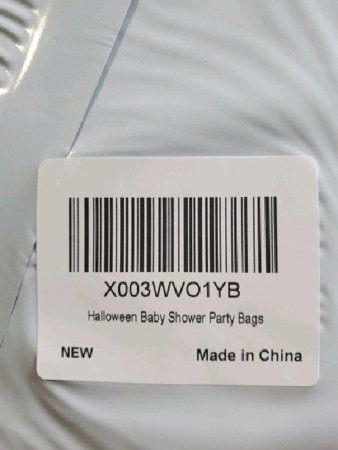 X003WVO1YB
Halloween Baby Shower Party Bags
NEW
Made in China